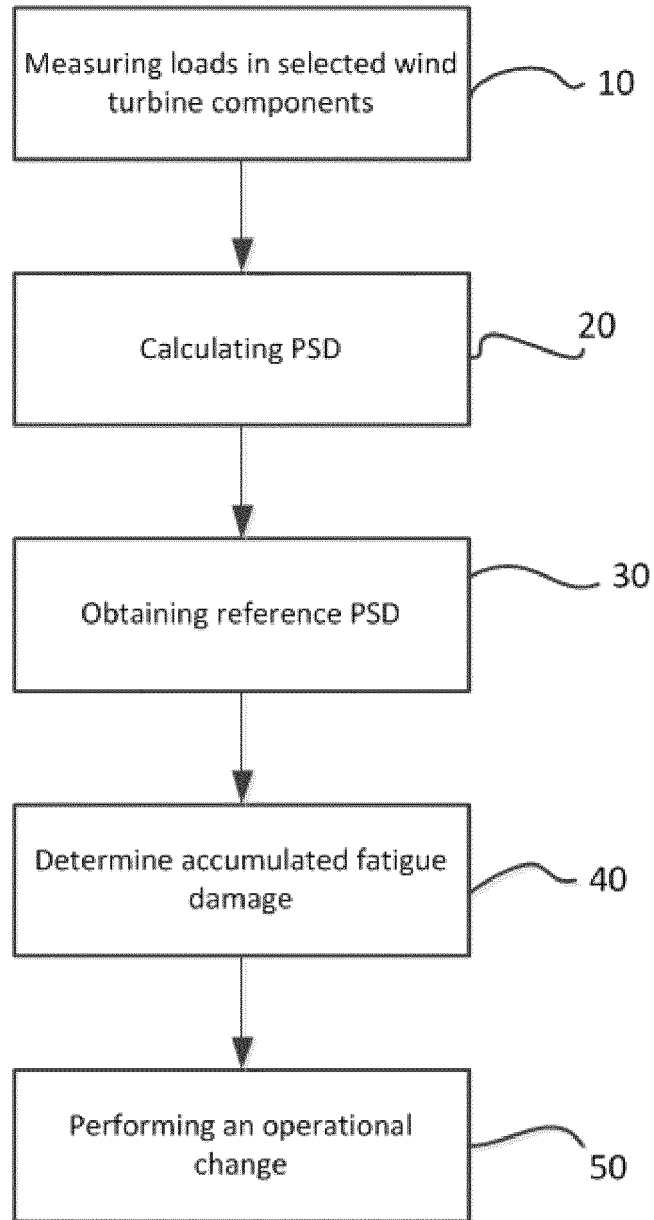 Measuring loads in selected wind
turbine components
10
Calculating PSD
20
Obtaining reference PSD
30
Determine accumulated fatigue
damage
40
Performing an operational
change
50